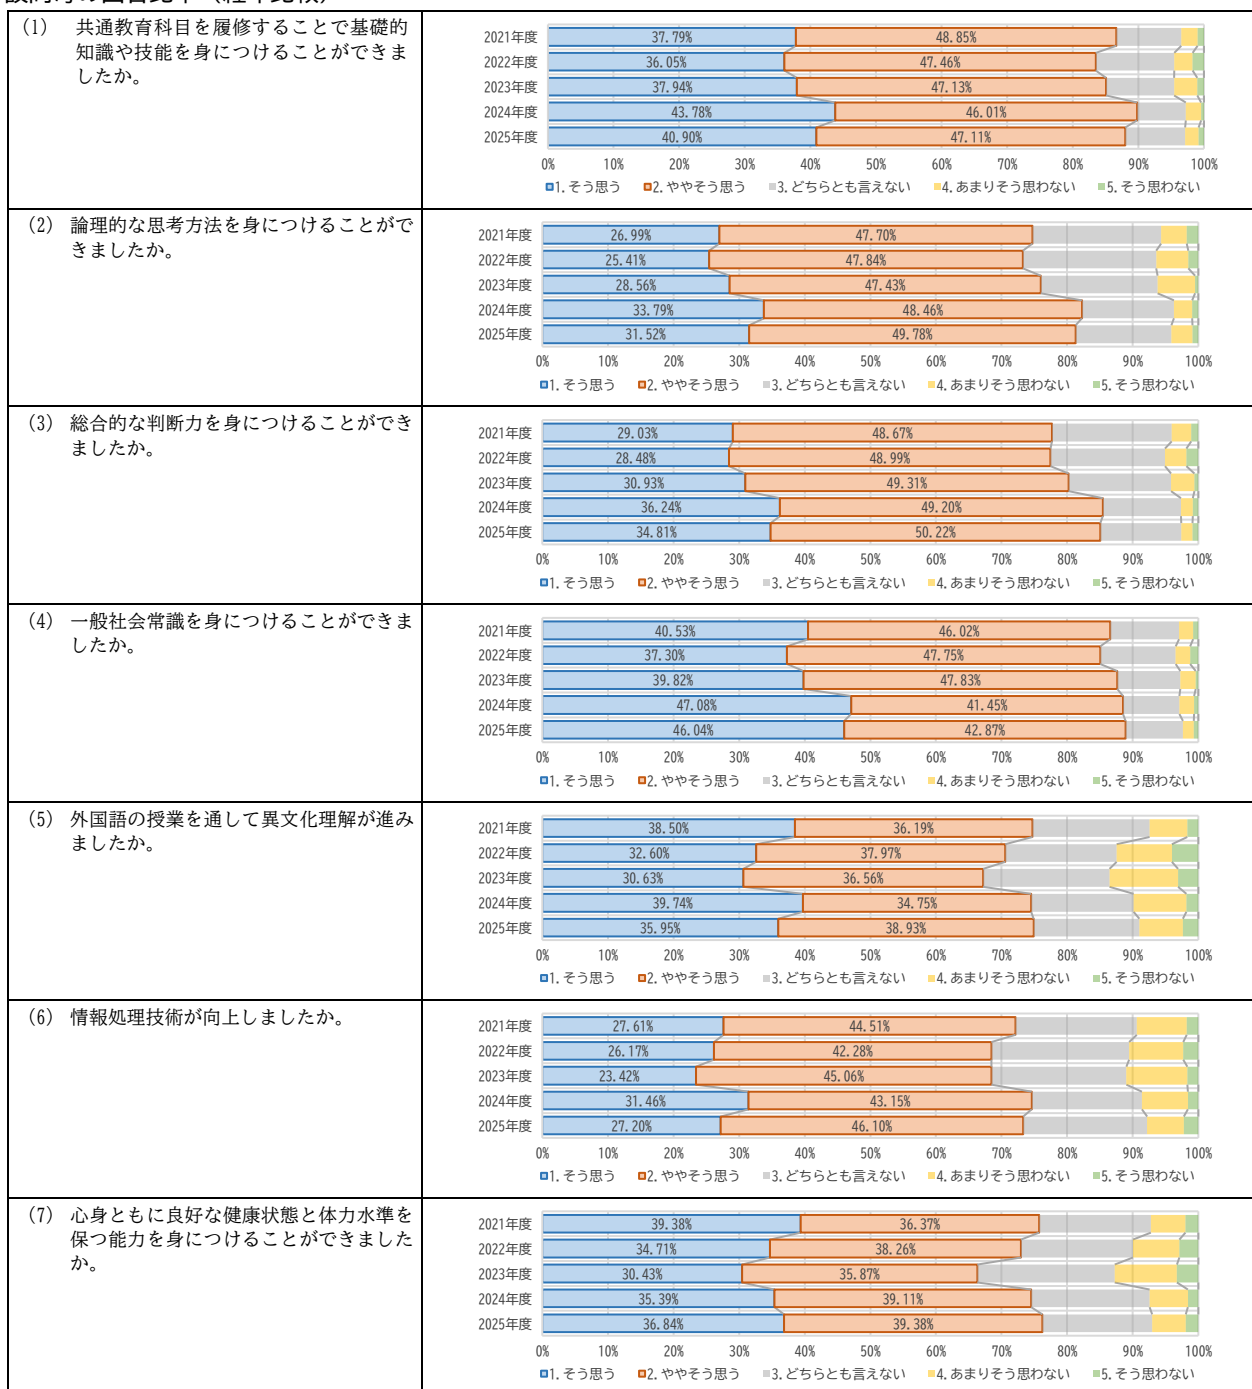 (1) 共通教育科目を履修することで基礎的
知識や技能を身につけることができま
したか。
2021年度 37.79% 48.85%
2022年度 36.05% 47.46%
2023年度 37.94% 47.13%
2024年度 43.78% 46.01%
2025年度 40.90% 47.11%
0% 10% 20% 30% 40% 50% 60% 70% 80% 90% 100%
1.そう思う 2.ややそう思う 3.どちらとも言えない 4.あまりそう思わない 5.そう思わない
(2) 論理的な思考方法を身につけることがで
きましたか。
2021年度 26.99% 47.70%
2022年度 25.41% 47.84%
2023年度 28.56% 47.43%
2024年度 33.79% 48.46%
2025年度 31.52% 49.78%
0% 10% 20% 30% 40% 50% 60% 70% 80% 90% 100%
1.そう思う 2.ややそう思う 3.どちらとも言えない 4.あまりそう思わない 5.そう思わない
(3) 総合的な判断力を身につけることができ
ましたか。
2021年度 29.03% 48.67%
2022年度 28.48% 48.99%
2023年度 30.93% 49.31%
2024年度 36.24% 49.20%
2025年度 34.81% 50.22%
0% 10% 20% 30% 40% 50% 60% 70% 80% 90% 100%
1.そう思う 2.ややそう思う 3.どちらとも言えない 4.あまりそう思わない 5.そう思わない
(4) 一般社会常識を身につけることができま
したか。
2021年度 40.53% 46.02%
2022年度 37.30% 47.75%
2023年度 39.82% 47.83%
2024年度 47.08% 41.45%
2025年度 46.04% 42.87%
0% 10% 20% 30% 40% 50% 60% 70% 80% 90% 100%
1.そう思う 2.ややそう思う 3.どちらとも言えない 4.あまりそう思わない 5.そう思わない
(5) 外国語の授業を通して異文化理解が進み
ましたか。
2021年度 38.50% 36.19%
2022年度 32.60% 37.97%
2023年度 30.63% 36.56%
2024年度 39.74% 34.75%
2025年度 35.95% 38.93%
0% 10% 20% 30% 40% 50% 60% 70% 80% 90% 100%
1.そう思う 2.ややそう思う 3.どちらとも言えない 4.あまりそう思わない 5.そう思わない
(6) 情報処理技術が向上しましたか。
2021年度 27.61% 44.51%
2022年度 26.17% 42.28%
2023年度 23.42% 45.06%
2024年度 31.46% 43.15%
2025年度 27.20% 46.10%
0% 10% 20% 30% 40% 50% 60% 70% 80% 90% 100%
1.そう思う 2.ややそう思う 3.どちらとも言えない 4.あまりそう思わない 5.そう思わない
(7) 心身ともに良好な健康状態と体力水準を
保つ能力を身につけることができました
か。
2021年度 39.38% 36.37%
2022年度 34.71% 38.26%
2023年度 30.43% 35.87%
2024年度 35.39% 39.11%
2025年度 36.84% 39.38%
0% 10% 20% 30% 40% 50% 60% 70% 80% 90% 100%
1.そう思う 2.ややそう思う 3.どちらとも言えない 4.あまりそう思わない 5.そう思わない